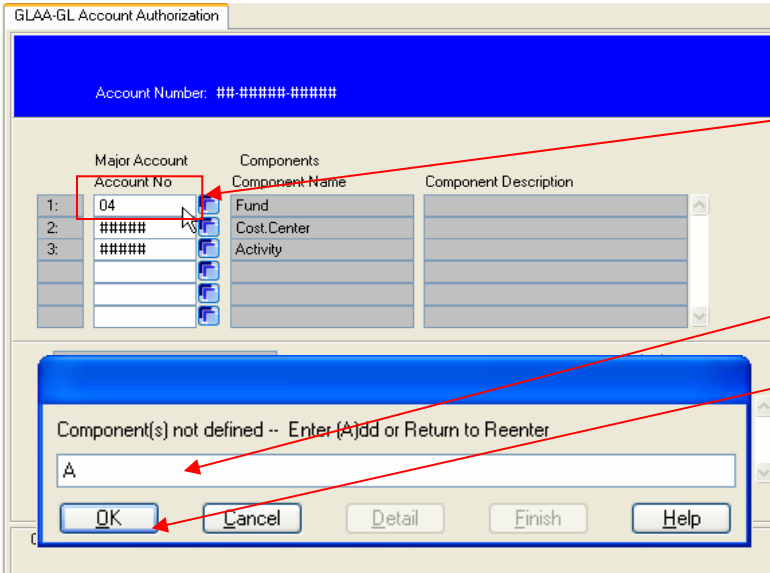 GLAA-GL Account Authorization
Account Number: ##-#####-#####
Major Account Components
Account No Component Name Component Description
1: 04 Fund
2: ##### Cost.Center
3: ##### Activity
Component(s) not defined -- Enter (A)dd or Return to Reenter
A
OK Cancel Detail Finish Help